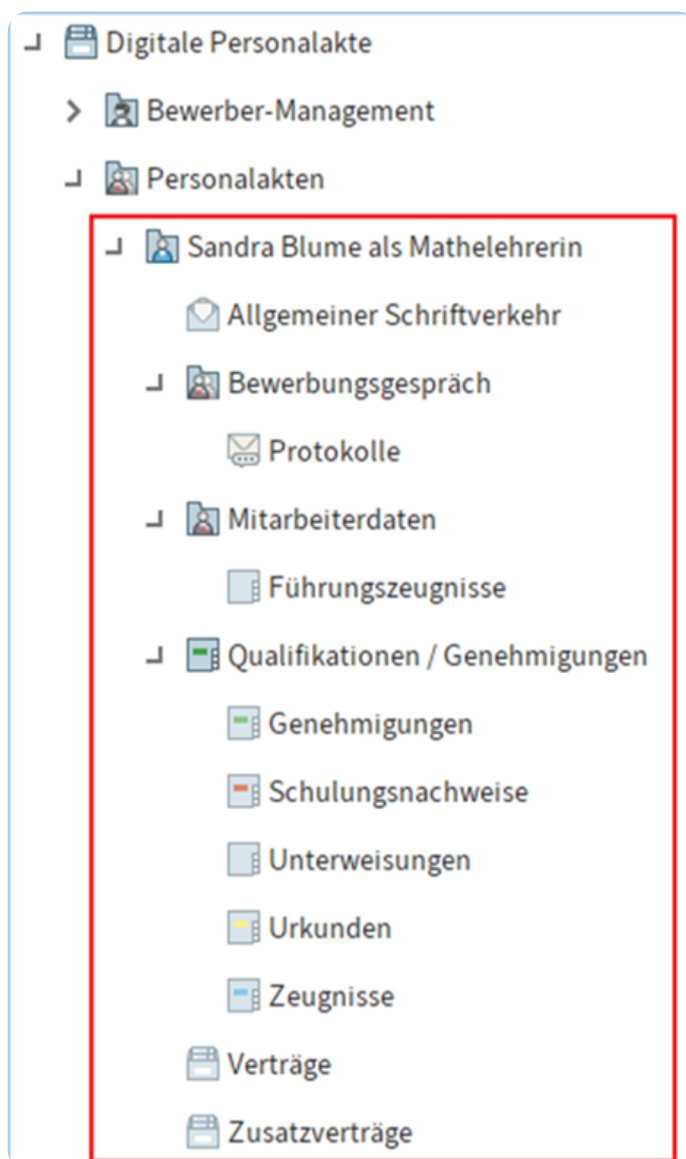 Digitale Personalakte
Bewerber-Management
Personalakten
Sandra Blume als Mathelehrerin
Allgemeiner Schriftverkehr
Bewerbungsgespräch
Protokolle
Mitarbeiterdaten
Führungszeugnisse
Qualifikationen / Genehmigungen
Genehmigungen
Schulungsnachweise
Unterweisungen
Urkunden
Zeugnisse
Verträge
Zusatzverträge